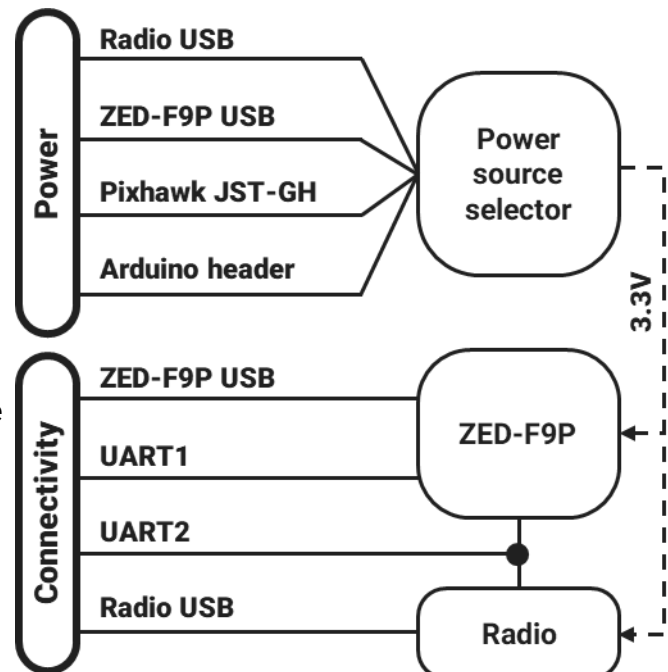 Power
Radio USB
ZED-F9P USB
Pixhawk JST-GH
Arduino header
Power
source
selector
3.3V
Connectivity
ZED-F9P USB
UART1
UART2
Radio USB
ZED-F9P
Radio